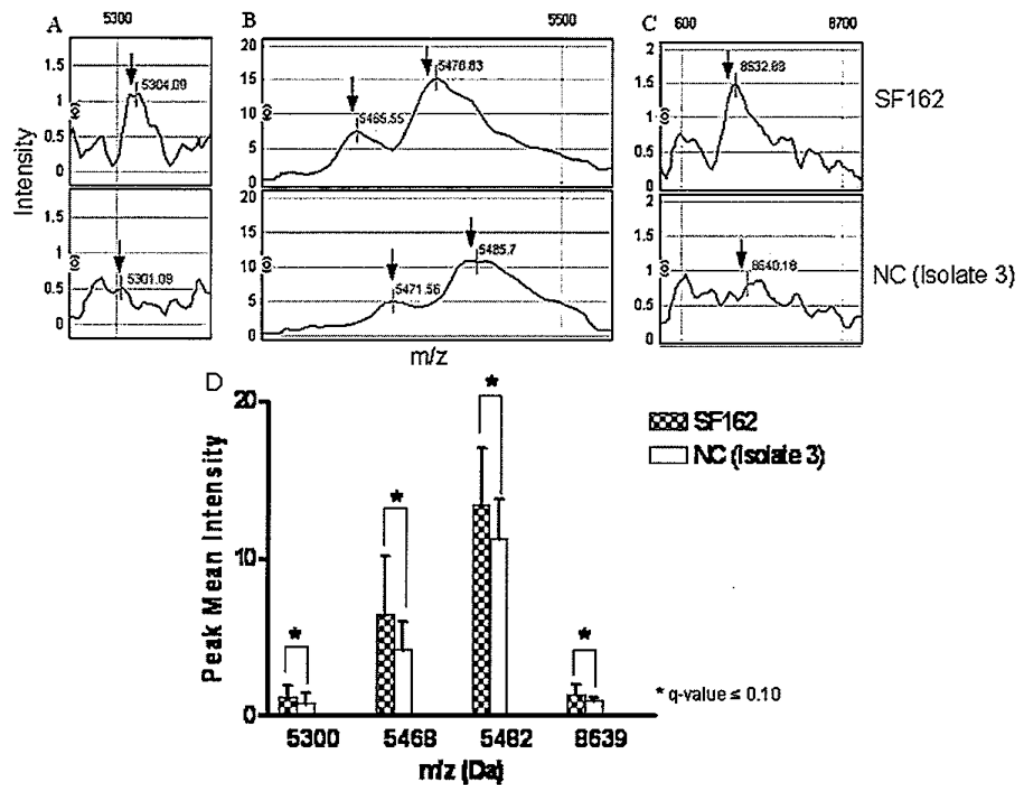 A 5300
B 5500
C 600 8700
1.5
1
0.5
0
5304.09
20
15
10
5
0
5465.55
5478.83
2
1.5
1
0.5
0
8632.88
SF162
Intensity
1.5
1
0.5
0
5301.09
20
15
10
5
0
5471.56
5485.7
2
1.5
1
0.5
0
8640.18
NC (Isolate 3)
m/z
D
20
10
0
Peak Mean Intensity
* * * *
SF162
NC (Isolate 3)
* q-value ≤ 0.10
5300 5468 5482 8639
m/z (Da)